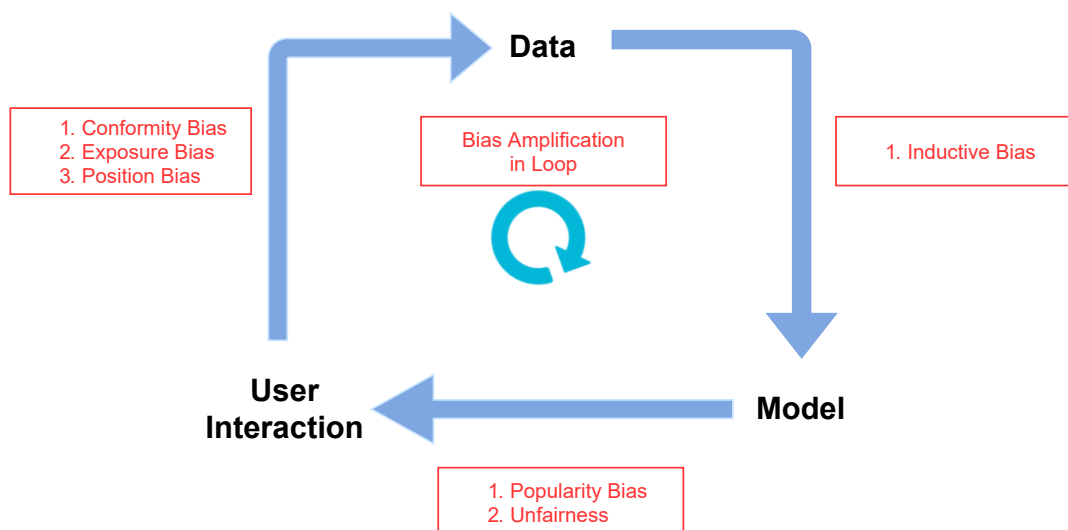 Data
1. Conformity Bias
2. Exposure Bias
3. Position Bias
Bias Amplification
in Loop
1. Inductive Bias
User
Interaction
Model
1. Popularity Bias
2. Unfairness